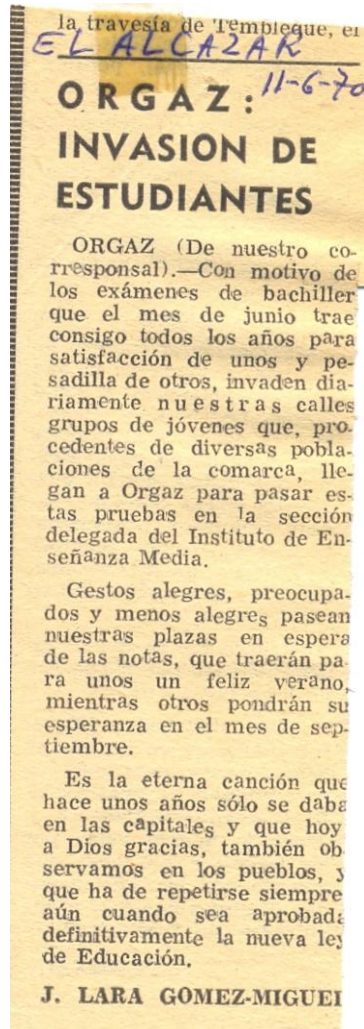 la travesía de Tembleque, el
EL ALCAZAR
11-6-70
ORGAZ:
INVASION DE
ESTUDIANTES
ORGAZ (De nuestro co-
rresponsal).—Con motivo de
los exámenes de bachiller
que el mes de junio trae
consigo todos los años para
satisfacción de unos y pe-
sadilla de otros, invaden dia-
riamente nuestras calles
grupos de jóvenes que, pro-
cedentes de diversas pobla-
ciones de la comarca, lle-
gan a Orgaz para pasar es-
tas pruebas en la sección
delegada del Instituto de En-
señanza Media.
Gestos alegres, preocupa-
dos y menos alegres pasean
nuestras plazas en espera
de las notas, que traerán pa-
ra unos un feliz verano,
mientras otros pondrán su
esperanza en el mes de sep-
tiembre.
Es la eterna canción que
hace unos años sólo se daba
en las capitales y que hoy
a Dios gracias, también ob
servamos en los pueblos, y
que ha de repetirse siempre
aún cuando sea aprobada
definitivamente la nueva ley
de Educación.
J. LARA GOMEZ-MIGUEL